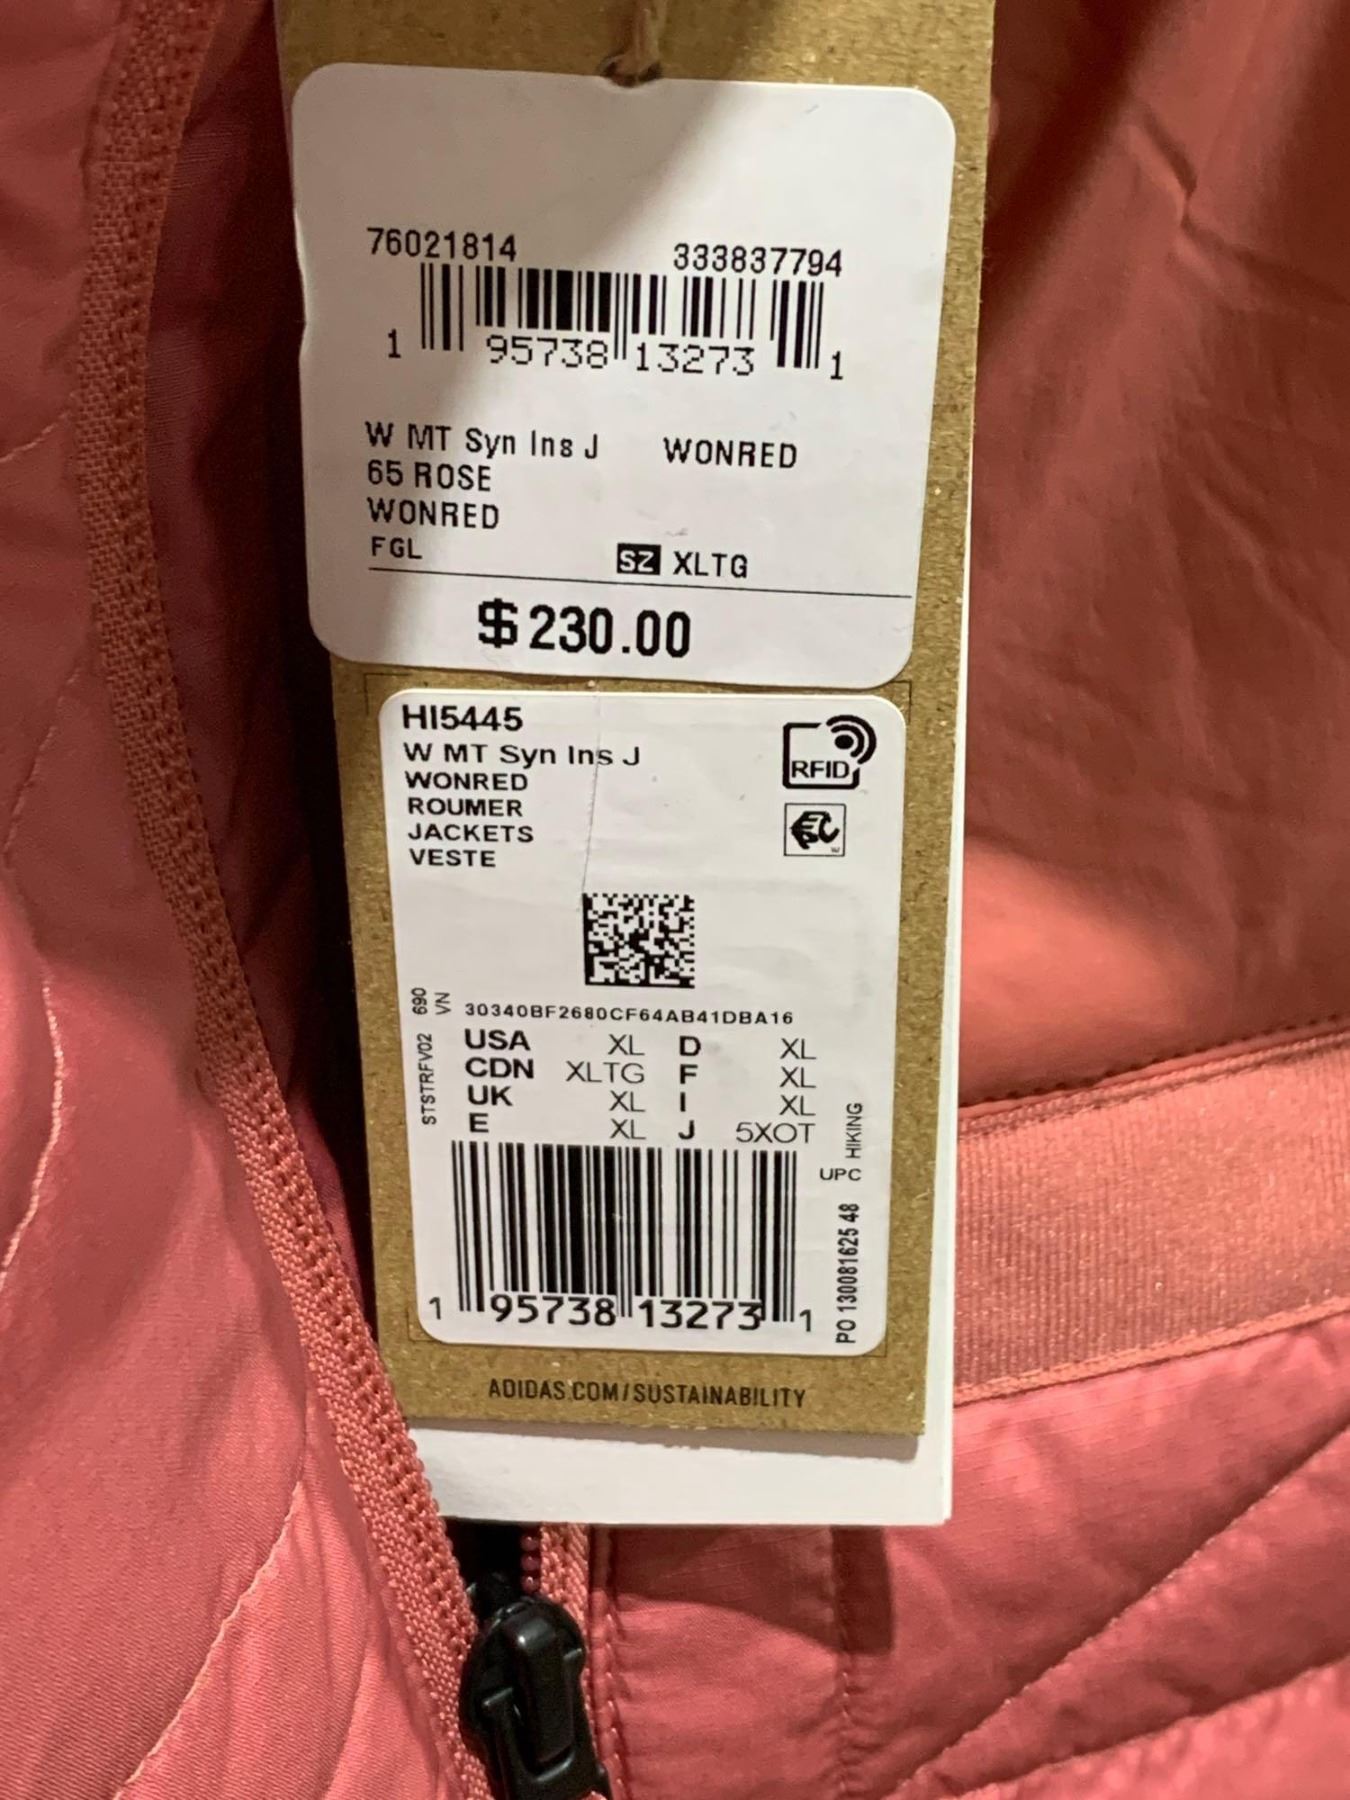 76021814 333837794
1 95738 13273 1
W MT Syn Ins J WONRED
65 ROSE
WONRED
FGL SZ XLTG
$230.00
HI5445
W MT Syn Ins J
WONRED
ROUMER
JACKETS
VESTE
RFID
690
VN
STSTRFV02
30340BF2680CF64AB41DBA16
USA XL D XL
CDN XLTG F XL
UK XL I XL
E XL J 5XOT
HIKING
UPC
1 95738 13273 1
PO 130081625 48
ADIDAS.COM/SUSTAINABILITY